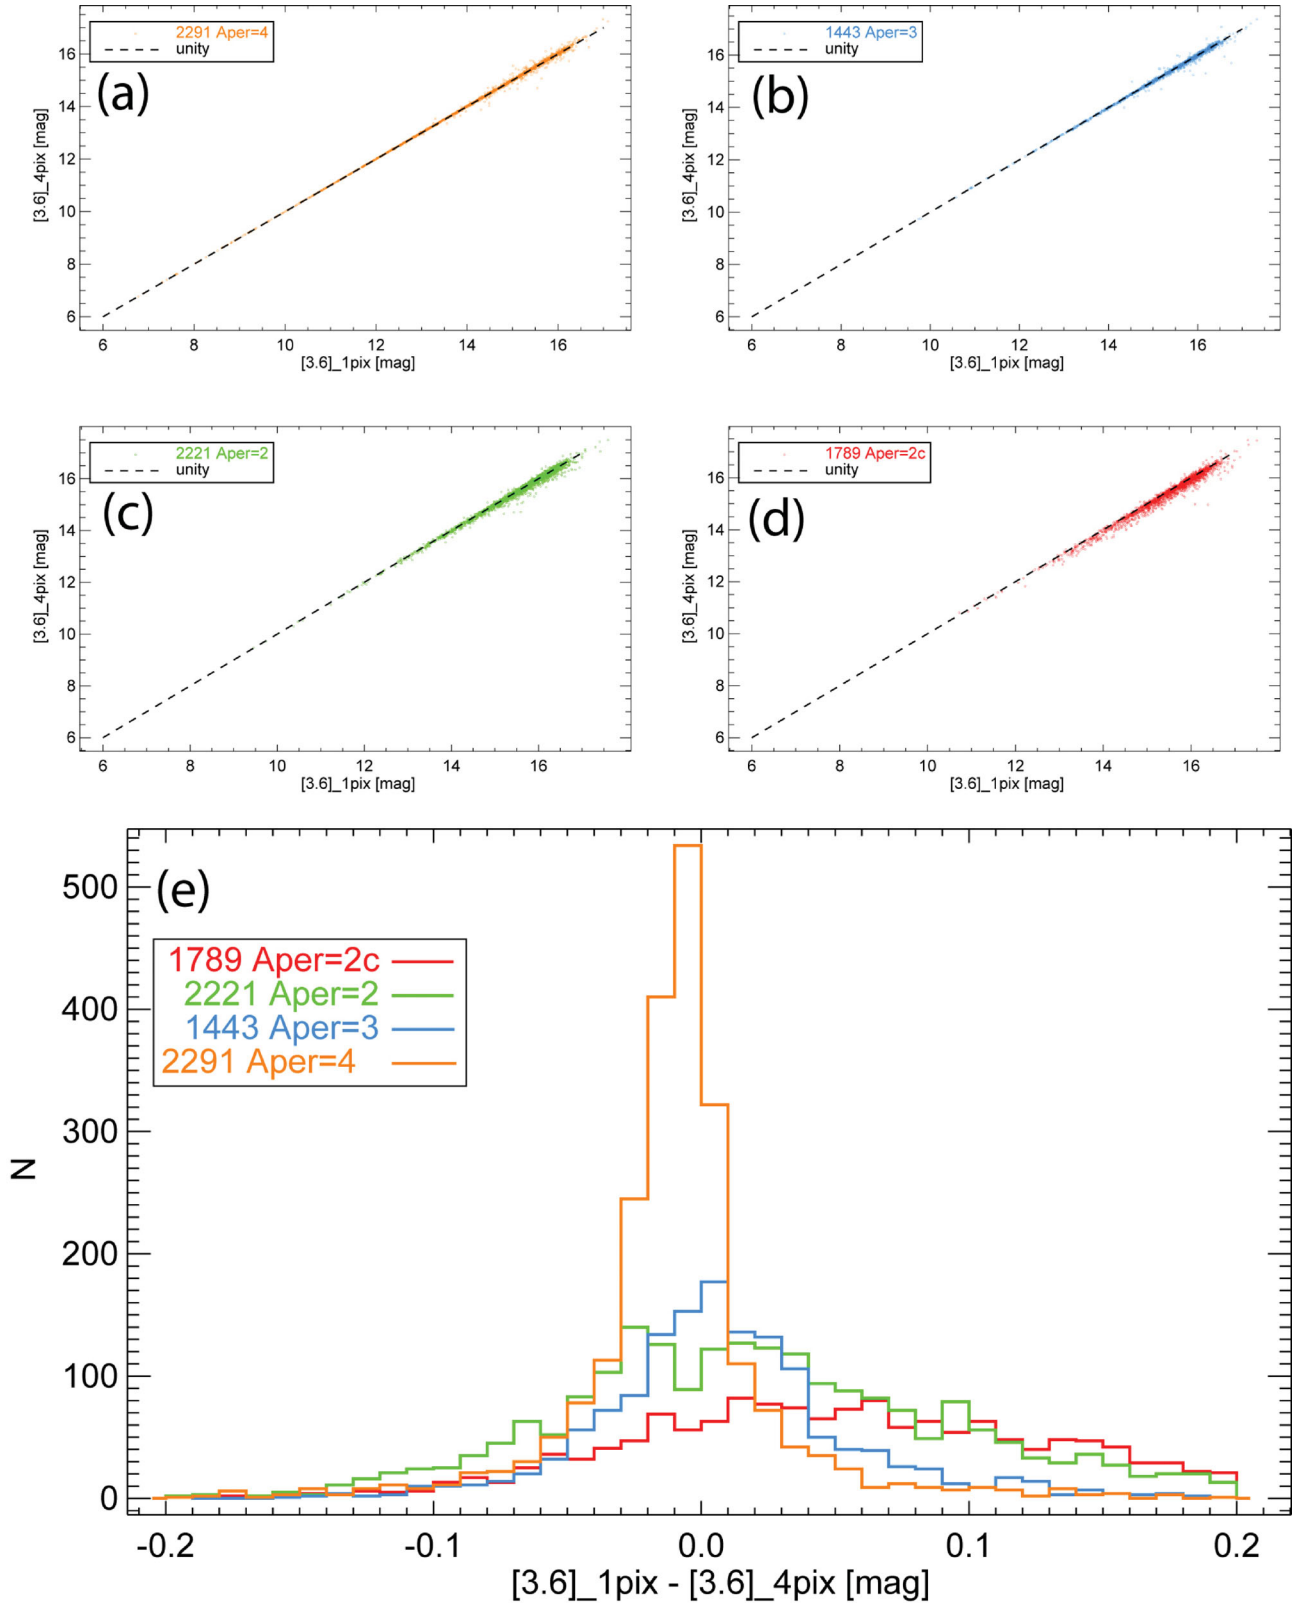 2291 Aper=4
unity
(a)
16
14
12
10
8
6
[3.6]_4pix [mag]
6 8 10 12 14 16
[3.6]_1pix [mag]
1443 Aper=3
unity
(b)
16
14
12
10
8
6
[3.6]_4pix [mag]
6 8 10 12 14 16
[3.6]_1pix [mag]
2221 Aper=2
unity
(c)
16
14
12
10
8
6
[3.6]_4pix [mag]
6 8 10 12 14 16
[3.6]_1pix [mag]
1789 Aper=2c
unity
(d)
16
14
12
10
8
6
[3.6]_4pix [mag]
6 8 10 12 14 16
[3.6]_1pix [mag]
(e)
1789 Aper=2c
2221 Aper=2
1443 Aper=3
2291 Aper=4
500
400
300
200
100
0
N
-0.2 -0.1 0.0 0.1 0.2
[3.6]_1pix - [3.6]_4pix [mag]